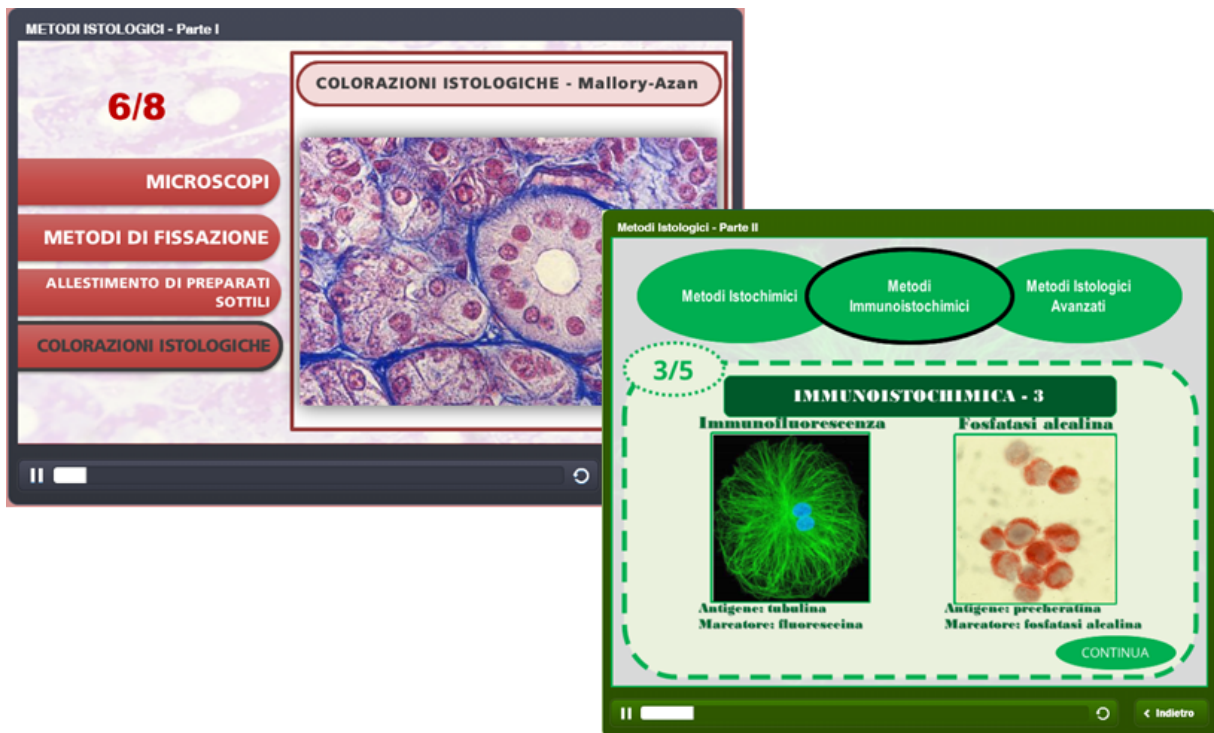 METODI ISTOLOGICI - Parte I
6/8
MICROSCOPI
METODI DI FISSAZIONE
ALLESTIMENTO DI PREPARATI
SOTTILI
COLORAZIONI ISTOLOGICHE
COLORAZIONI ISTOLOGICHE - Mallory-Azan
Metodi Istologici - Parte II
Metodi Istochimici
Metodi
Immunoistochimici
Metodi Istologici
Avanzati
3/5
IMMUNOISTOCHIMICA - 3
Immunofluorescenza
Antigene: tubulina
Marcatore: fluoresceina
Fosfatasi alcalina
Antigene: precheratina
Marcatore: fosfatasi alcalina
CONTINUA
Indietro